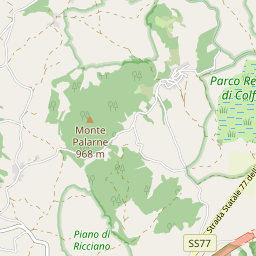 Parco Re
di Colf
Monte
Palarne
968 m
Piano di
Ricciano
SS77
Strada Statale 77 dell